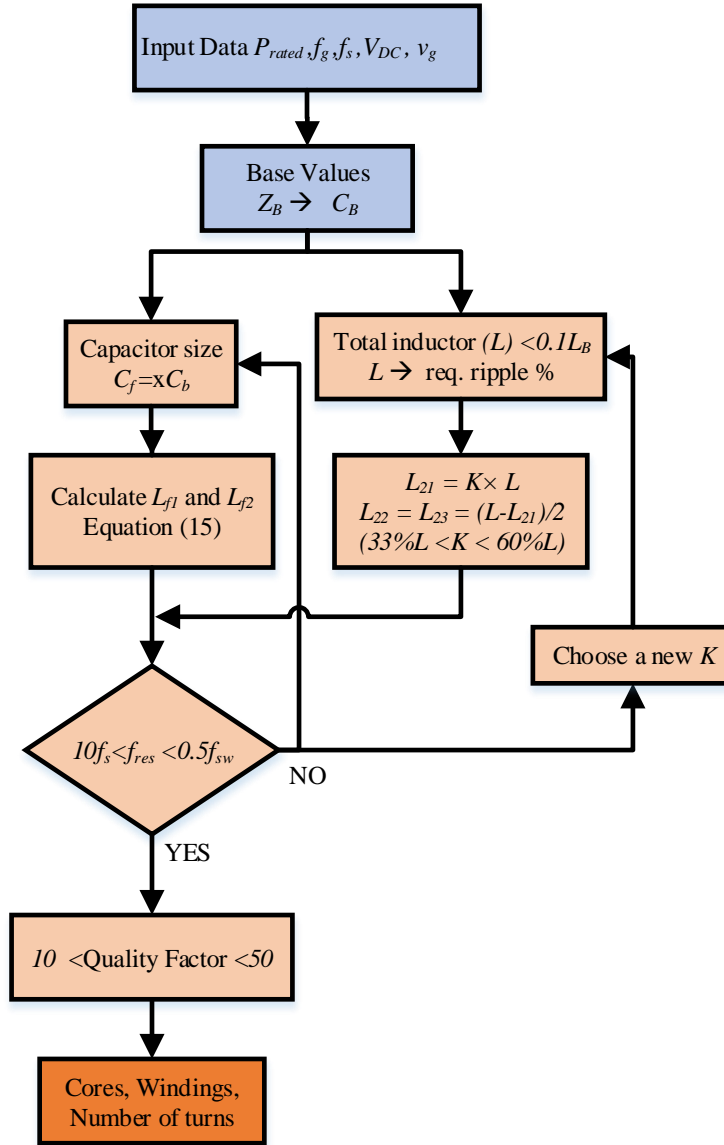 Input Data P_rated,f_g,f_s,V_DC, v_g
Base Values
Z_B → C_B
Capacitor size
C_f=xC_b
Total inductor (L) <0.1L_B
L → req. ripple %
Calculate L_f1 and L_f2
Equation (15)
L_21 = K× L
L_22 = L_23 = (L-L_21)/2
(33%L <K < 60%L)
Choose a new K
10f_s<f_res <0.5f_sw
NO
YES
10 <Quality Factor <50
Cores, Windings,
Number of turns